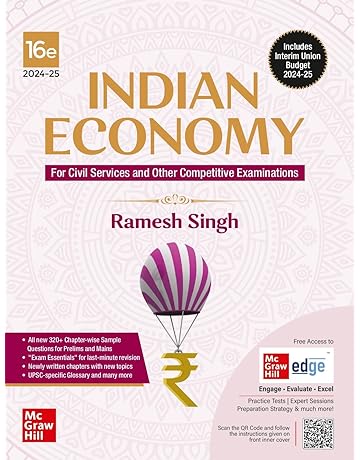 16e
2024-25
Includes
Interim Union
Budget
2024-25
INDIAN
ECONOMY
For Civil Services and Other Competitive Examinations
Ramesh Singh
• All new 320+ Chapter-wise Sample
Questions for Prelims and Mains
• "Exam Essentials" for last-minute revision
• Newly written chapters with new topics
• UPSC-specific Glossary and many more
₹
Free Access to
Mc
Graw
Hill
edge™
Engage • Evaluate • Excel
Practice Tests | Expert Sessions
Preparation Strategy & much more!
Mc
Graw
Hill
Scan the QR Code and follow
the instructions given on
front inner cover